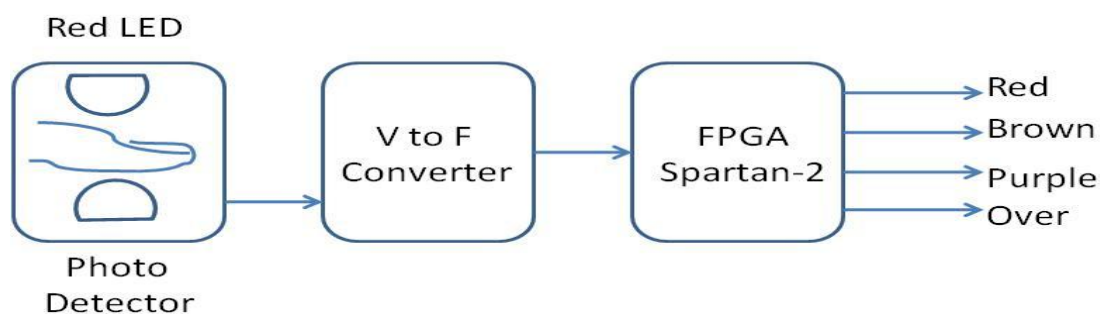 Red LED
V to F
Converter
FPGA
Spartan-2
Red
Brown
Purple
Over
Photo
Detector